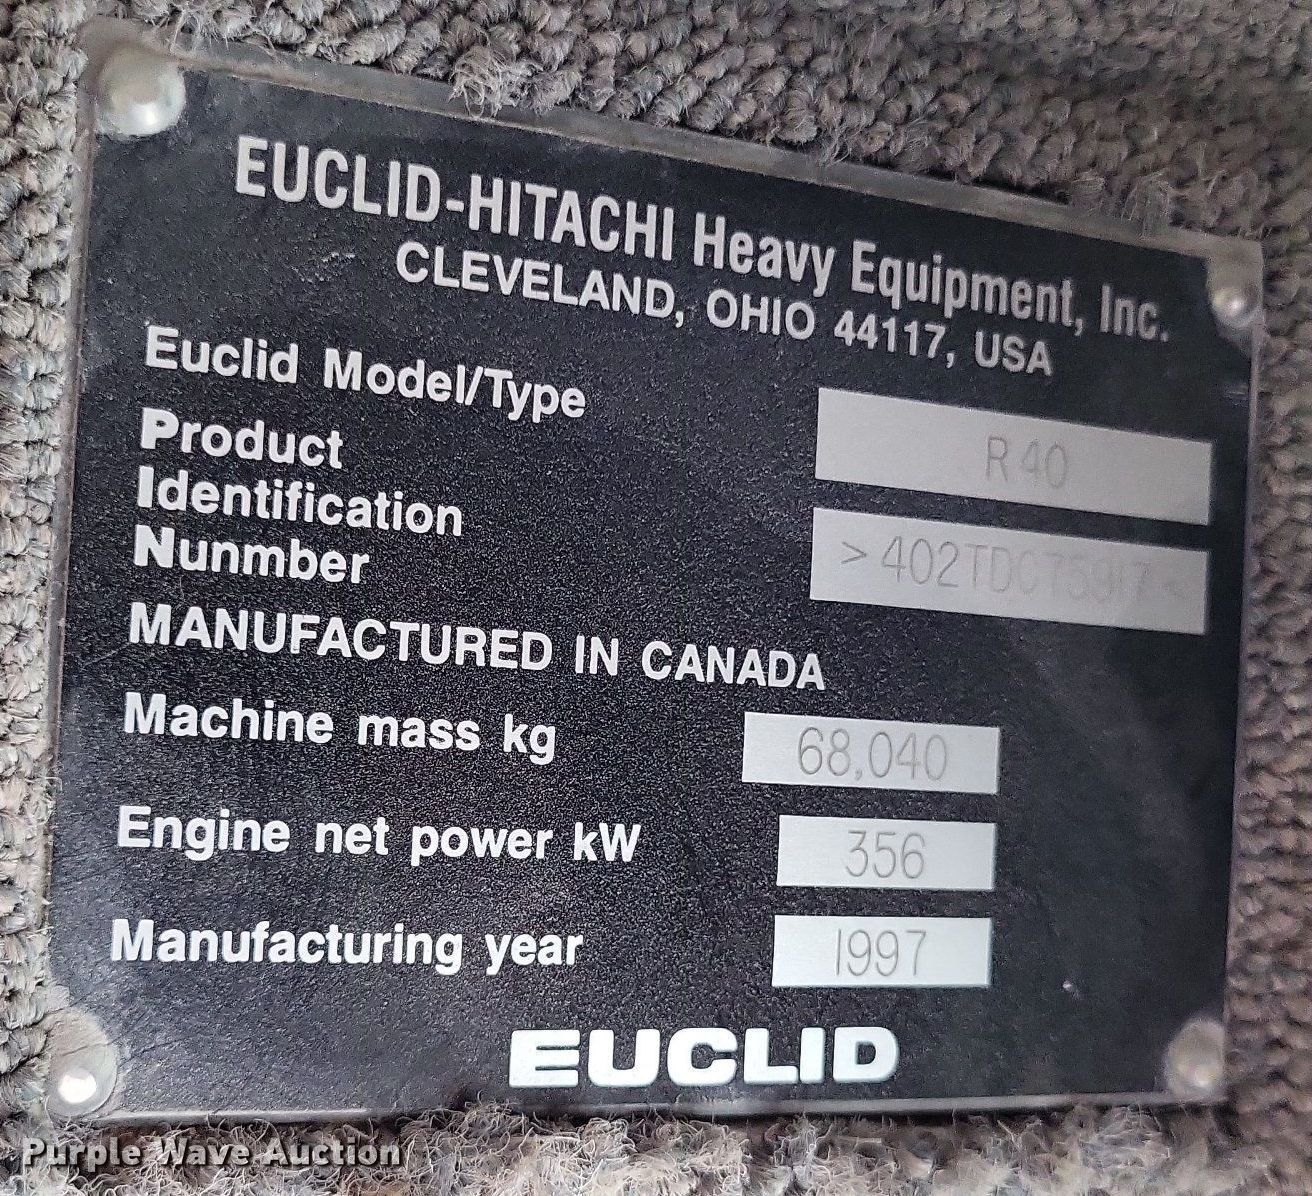 EUCLID-HITACHI Heavy Equipment, Inc.
CLEVELAND, OHIO 44117, USA
Euclid Model/Type R40
Product
Identification
Nunmber
MANUFACTURED IN CANADA
Machine mass kg 68,040
Engine net power kW 356
Manufacturing year 1997
EUCLID
Purple Wave Auction